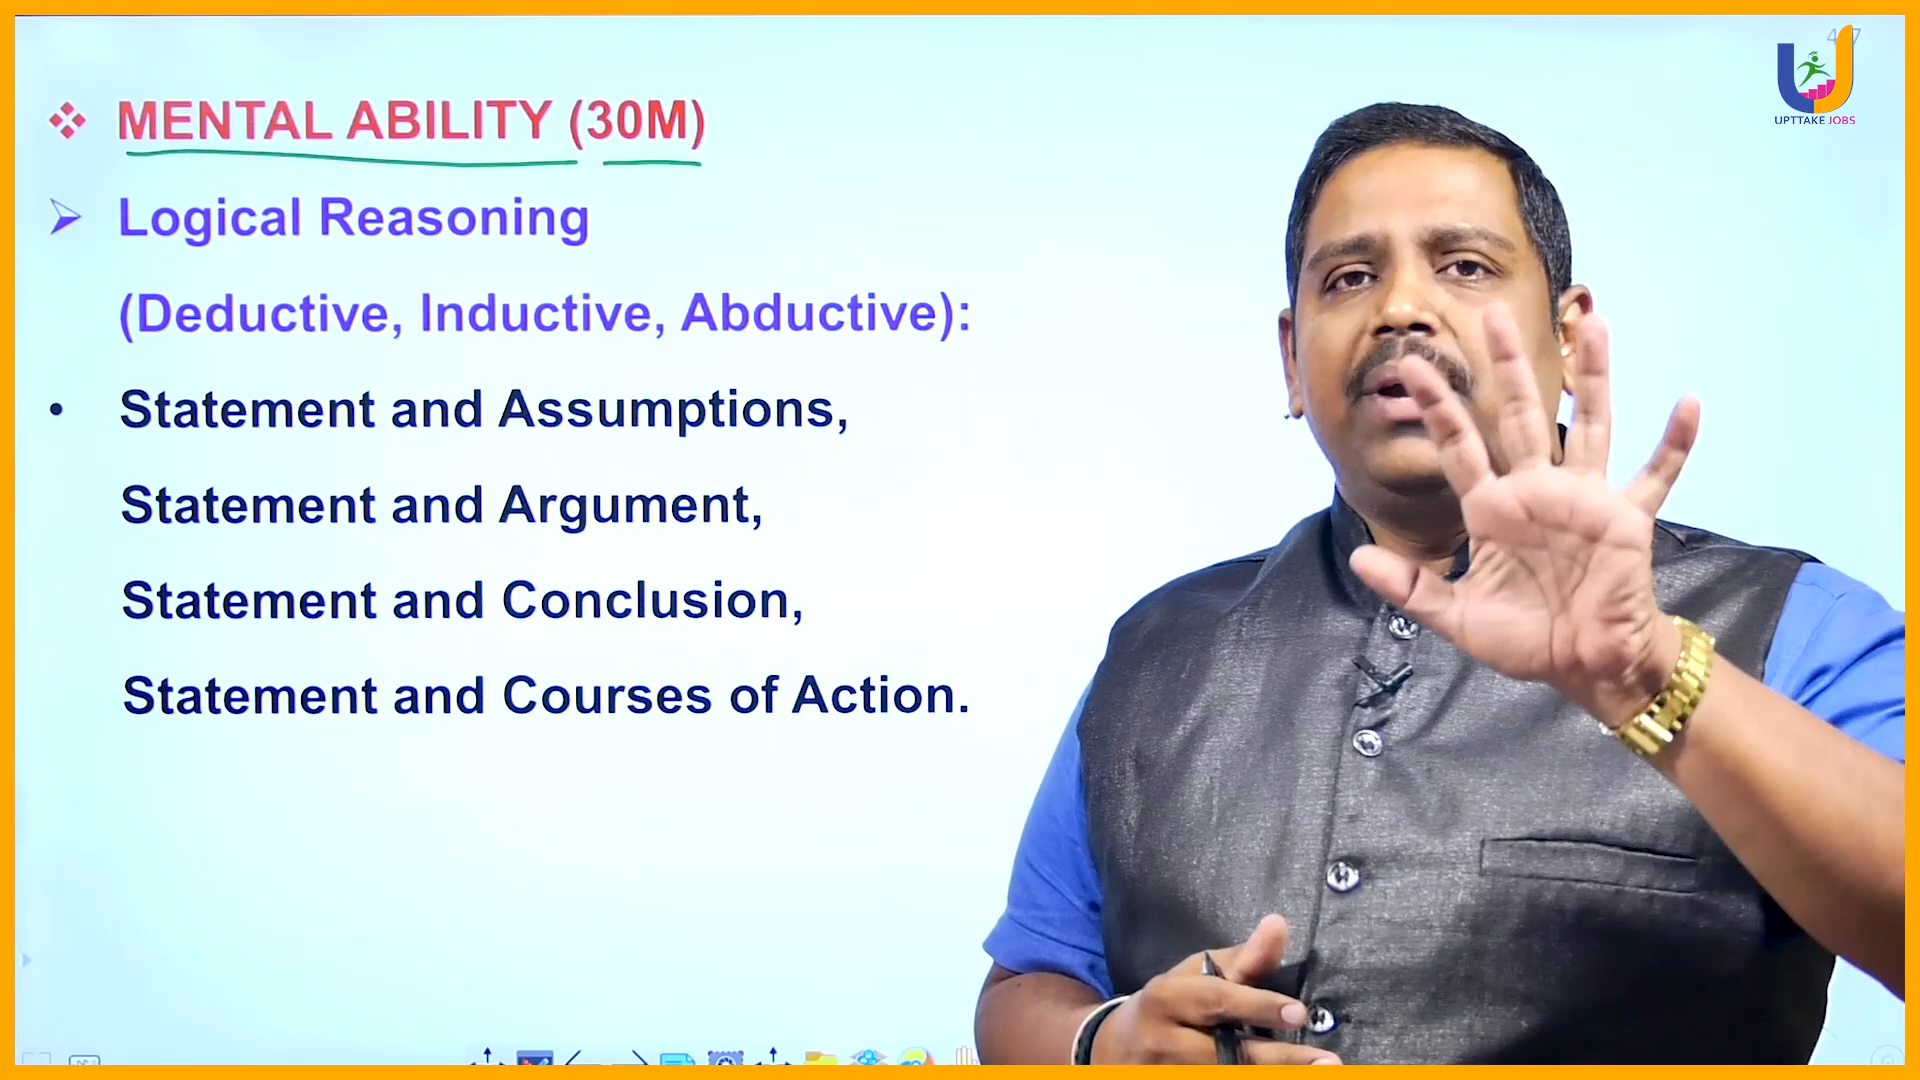 MENTAL ABILITY (30M)
Logical Reasoning
(Deductive, Inductive, Abductive):
• Statement and Assumptions,
Statement and Argument,
Statement and Conclusion,
Statement and Courses of Action.
UPTTAKE JOBS